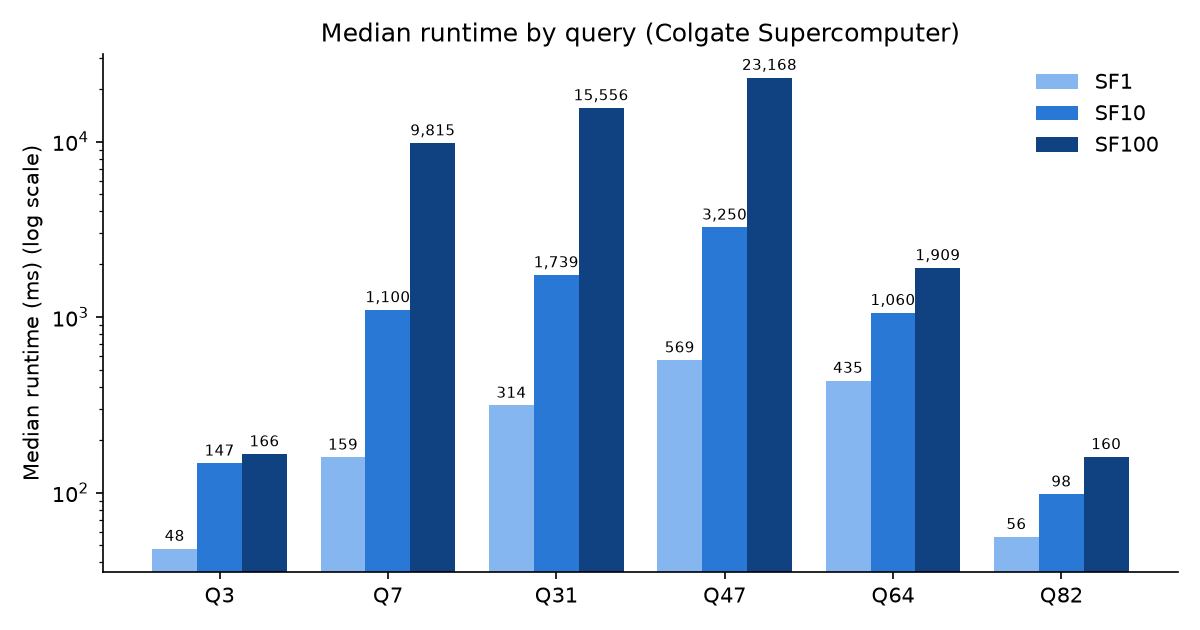 Median runtime by query (Colgate Supercomputer)
Median runtime (ms) (log scale)
10^4
10^3
10^2
SF1
SF10
SF100
48
147
166
159
1,100
9,815
314
1,739
15,556
569
3,250
23,168
435
1,060
1,909
56
98
160
Q3
Q7
Q31
Q47
Q64
Q82